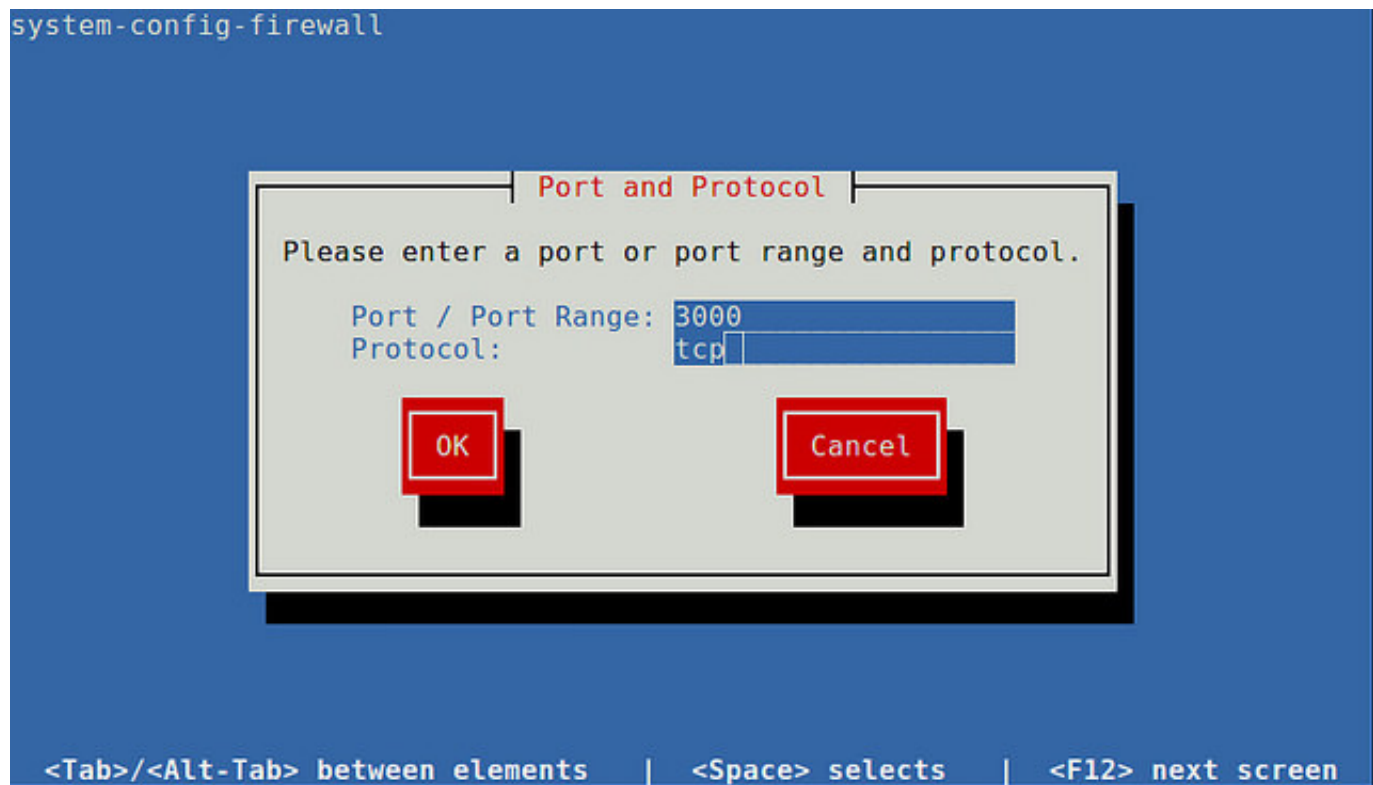 system-config-firewall
Port and Protocol
Please enter a port or port range and protocol.
Port / Port Range: 3000
Protocol: tcp
OK Cancel
<Tab>/<Alt-Tab> between elements | <Space> selects | <F12> next screen